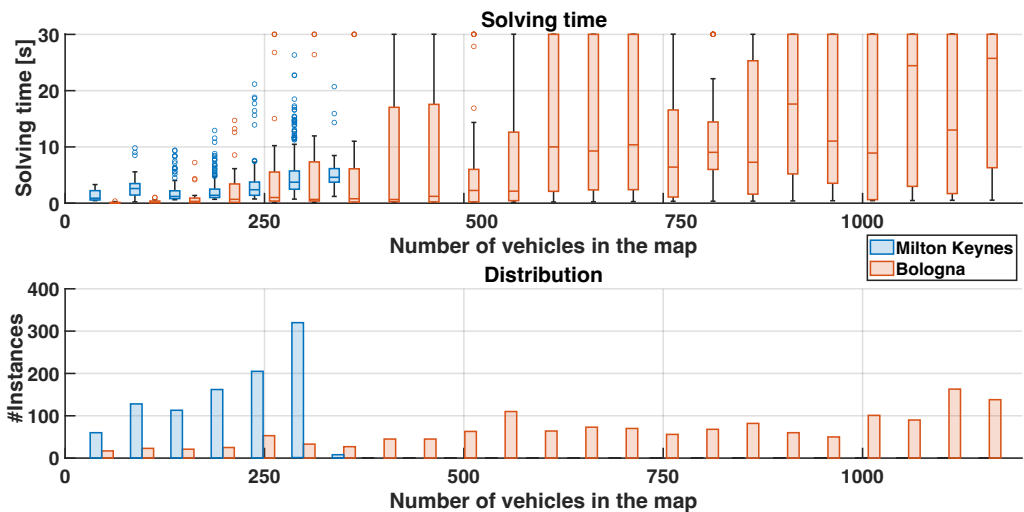 Solving time
Solving time [s]
30
20
10
0
0 250 500 750 1000
Number of vehicles in the map
Milton Keynes
Bologna
Distribution
#Instances
400
300
200
100
0
0 250 500 750 1000
Number of vehicles in the map